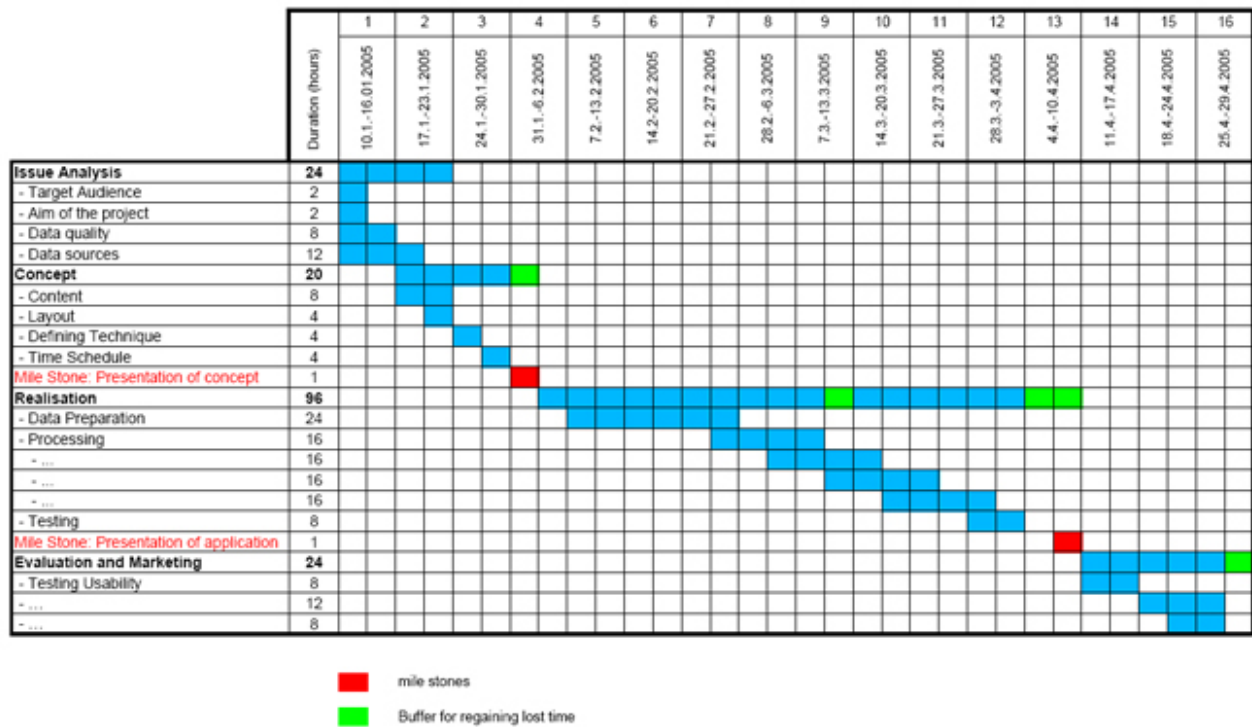 1 2 3 4 5 6 7 8 9 10 11 12 13 14 15 16
Duration (hours) 10.1.-16.01.2005 17.1.-23.1.2005 24.1.-30.1.2005 31.1.-6.2.2005 7.2.-13.2.2005 14.2-20.2.2005 21.2.-27.2.2005 28.2.-6.3.2005 7.3.-13.3.2005 14.3.-20.3.2005 21.3.-27.3.2005 28.3.-3.4.2005 4.4.-10.4.2005 11.4.-17.4.2005 18.4.-24.4.2005 25.4.-29.4.2005
Issue Analysis 24
- Target Audience 2
- Aim of the project 2
- Data quality 8
- Data sources 12
Concept 20
- Content 8
- Layout 4
- Defining Technique 4
- Time Schedule 4
Mile Stone: Presentation of concept 1
Realisation 96
- Data Preparation 24
- Processing 16
- ... 16
- ... 16
- ... 16
- Testing 8
Mile Stone: Presentation of application 1
Evaluation and Marketing 24
- Testing Usability 8
- ... 12
- ... 8
mile stones
Buffer for regaining lost time